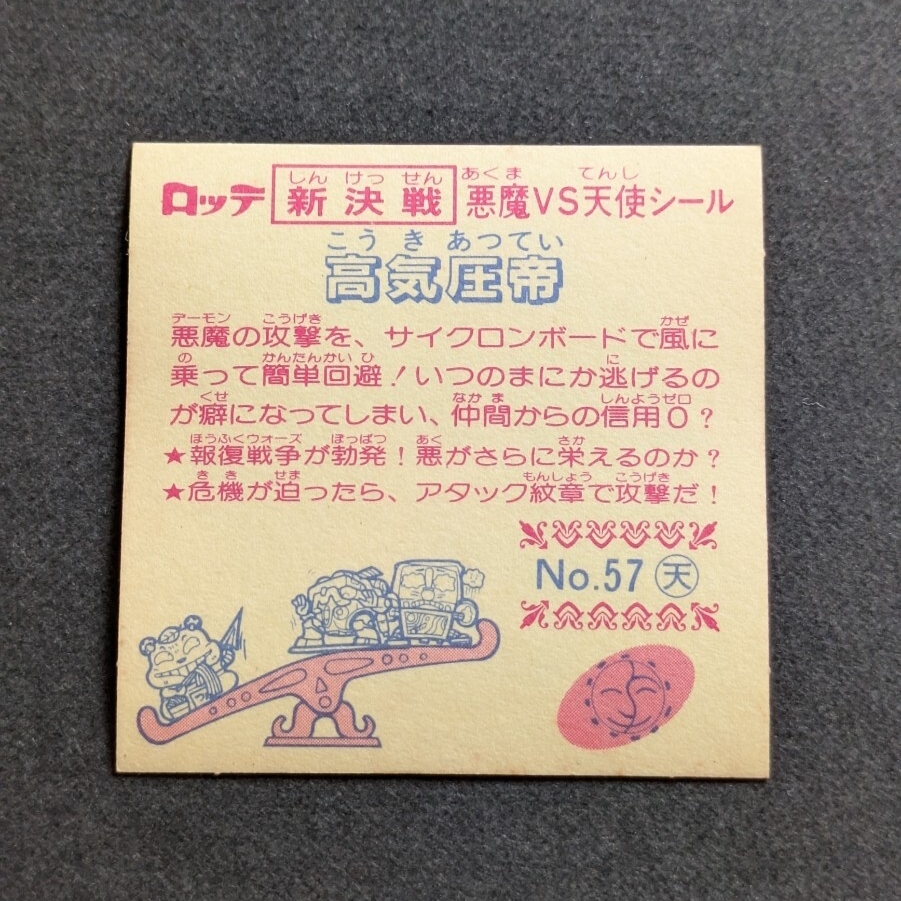 ロッテ 新決戦 悪魔VS天使シール
しん けっ せん あくま てんし
高気圧帝
こう き あつてい
悪魔の攻撃を、サイクロンボードで風に
デーモン こうげき かぜ
乗って簡単回避！いつのまにか逃げるの
の かんたんかい ひ に
が癖になってしまい、仲間からの信用０？
くせ なか ま しんようゼロ
★報復戦争が勃発！悪がさらに栄えるのか？
ほうふくウォーズ ぼっぱつ あく さか
★危機が迫ったら、アタック紋章で攻撃だ！
き き せま もんしょう こうげき
No.57 天